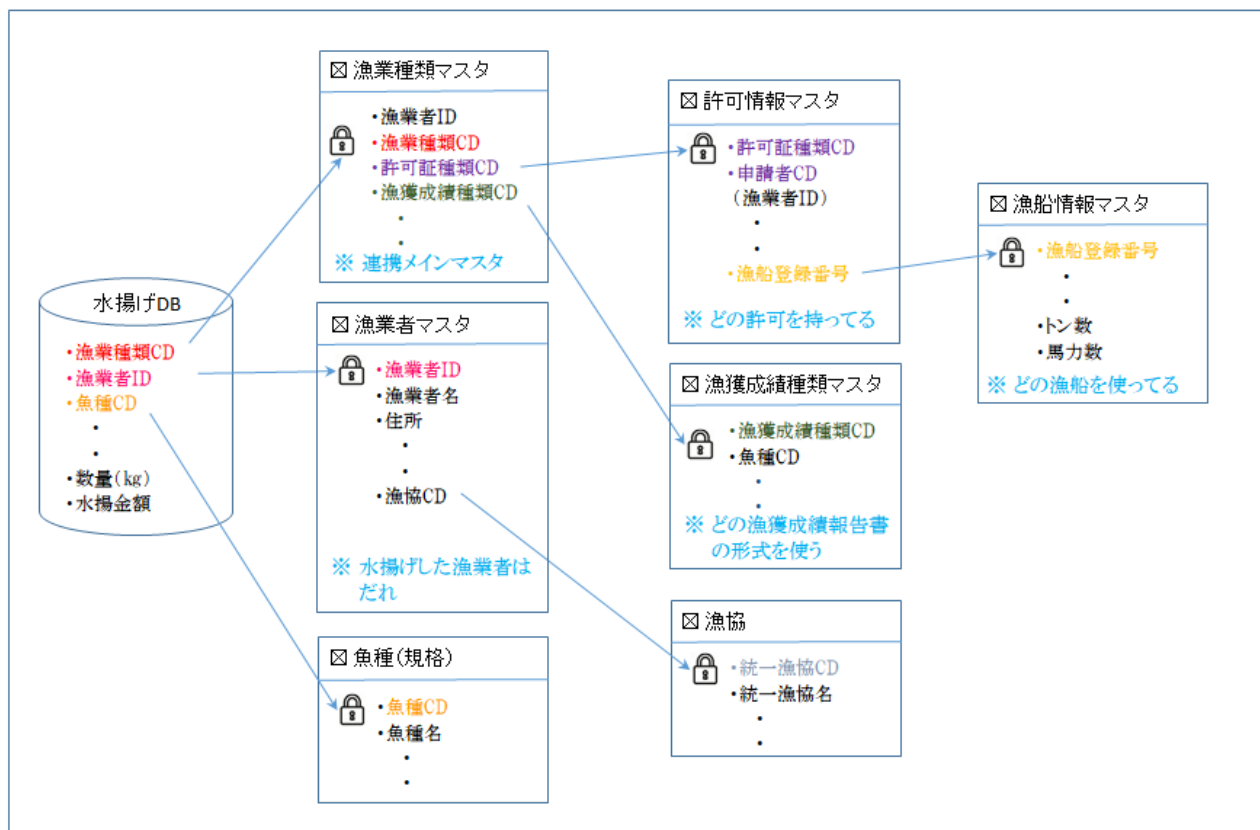 水揚げDB
・漁業種類CD
・漁業者ID
・魚種CD
・
・
・数量(kg)
・水揚金額
漁業種類マスタ
・漁業者ID
・漁業種類CD
・許可証種類CD
・漁獲成績種類CD
・
・
※ 連携メインマスタ
漁業者マスタ
・漁業者ID
・漁業者名
・住所
・
・
・漁協CD
※ 水揚げした漁業者は
だれ
魚種(規格)
・魚種CD
・魚種名
・
・
許可情報マスタ
・許可証種類CD
・申請者CD
(漁業者ID)
・
・
・漁船登録番号
※ どの許可を持ってる
漁獲成績種類マスタ
・漁獲成績種類CD
・魚種CD
・
・
※ どの漁獲成績報告書
の形式を使う
漁協
・統一漁協CD
・統一漁協名
・
・
漁船情報マスタ
・漁船登録番号
・
・
・トン数
・馬力数
※ どの漁船を使ってる